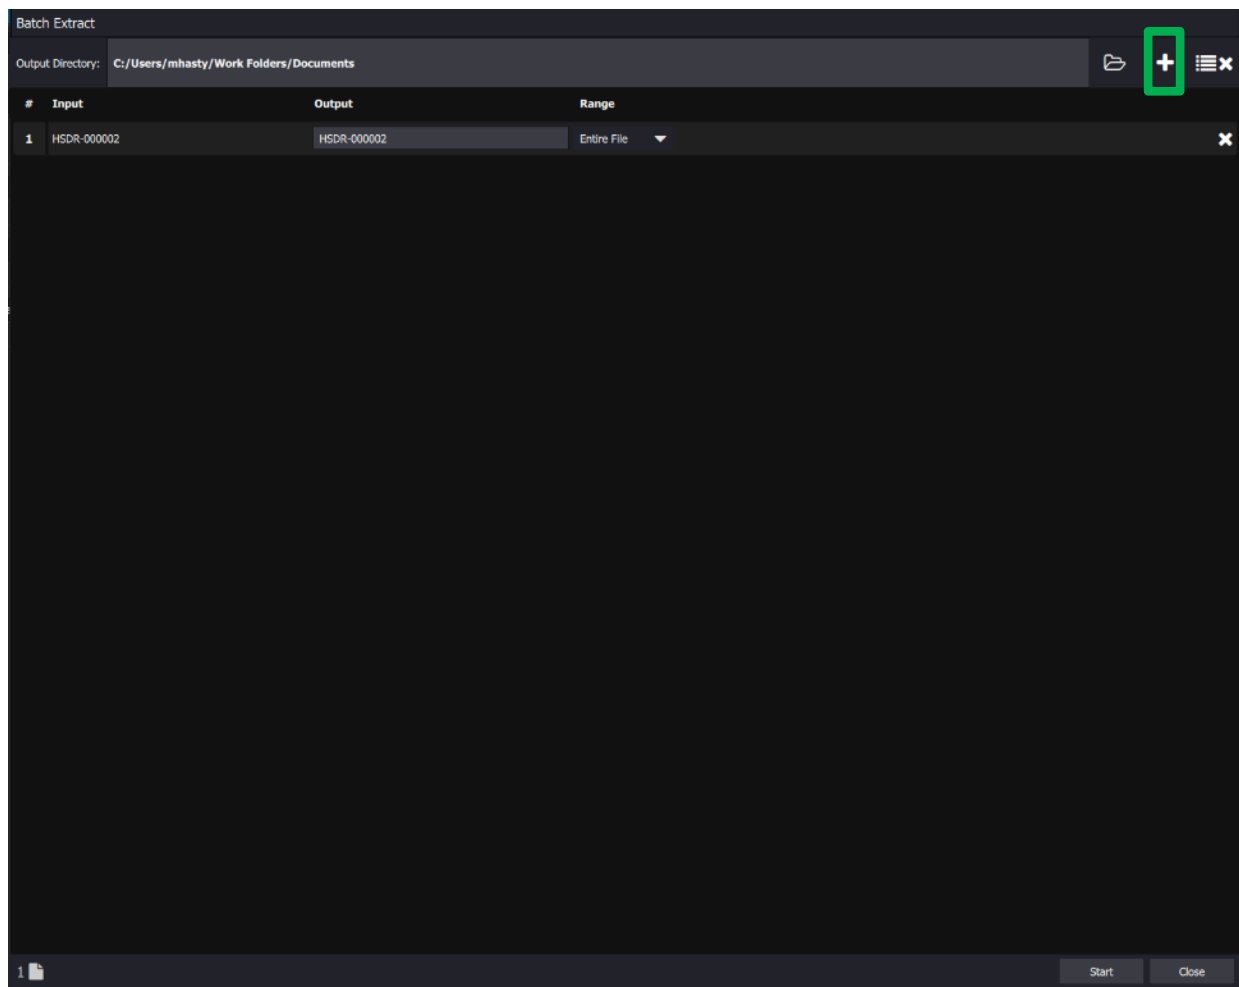 Batch Extract
Output Directory: C:/Users/mhasty/Work Folders/Documents
# Input Output Range
1 HSDR-000002 HSDR-000002 Entire File
1 Start Close